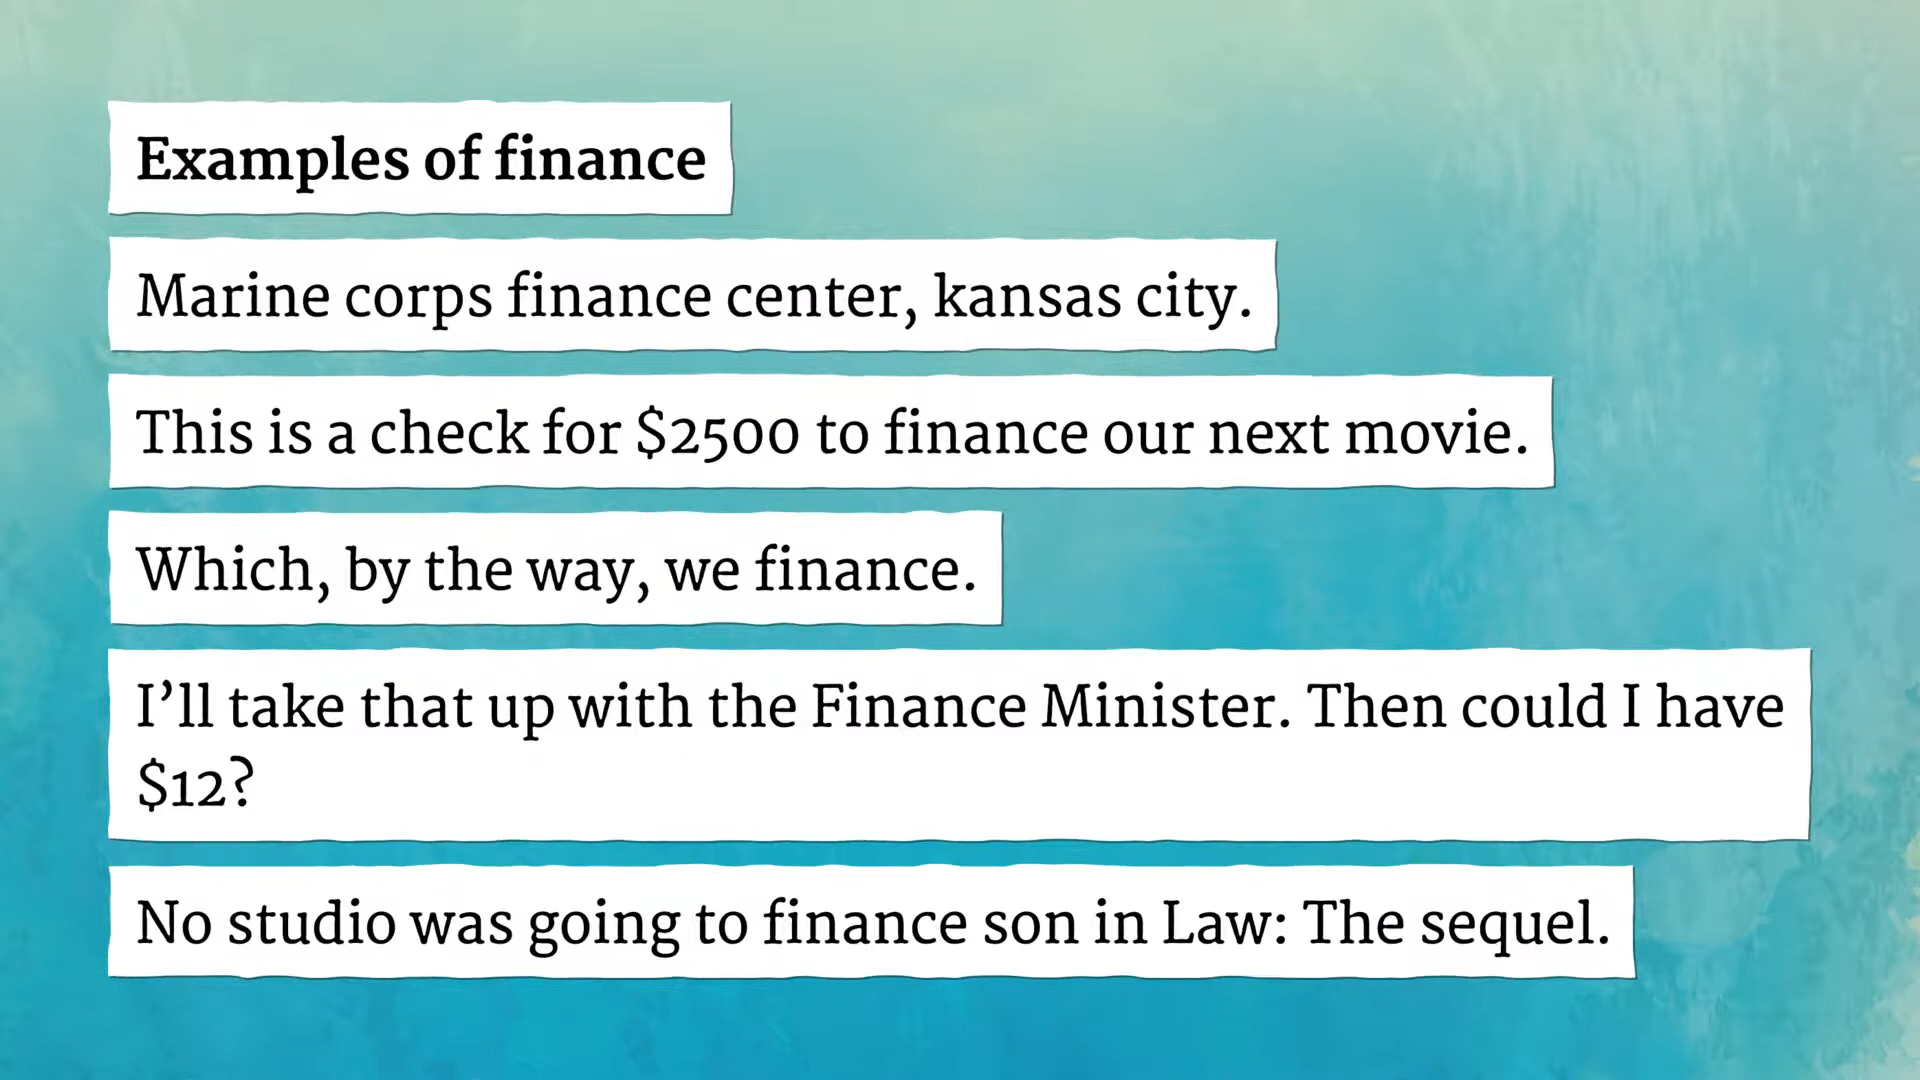 Examples of finance
Marine corps finance center, kansas city.
This is a check for $2500 to finance our next movie.
Which, by the way, we finance.
I’ll take that up with the Finance Minister. Then could I have
$12?
No studio was going to finance son in Law: The sequel.